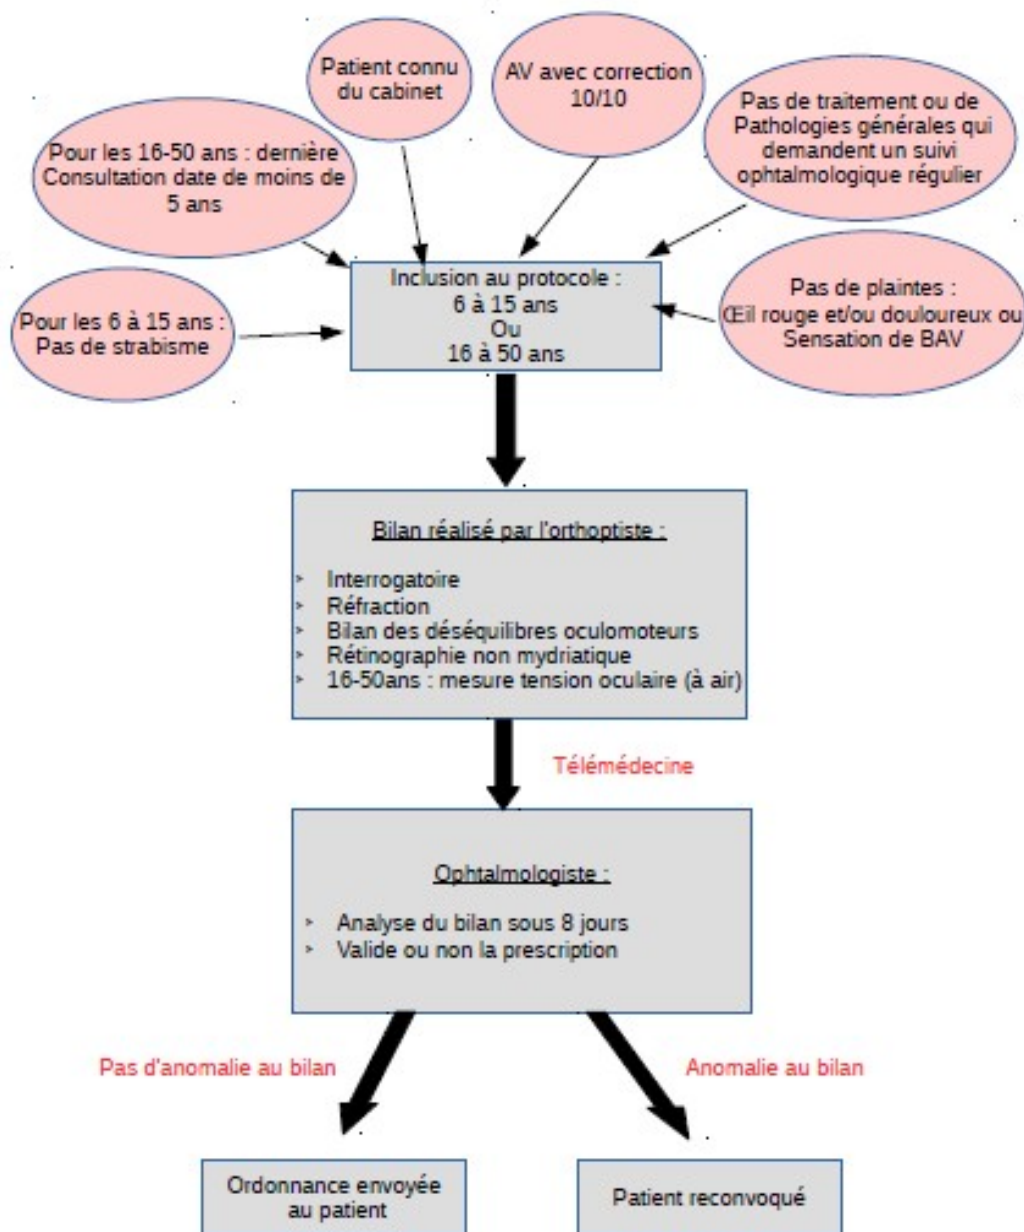 Patient connu
du cabinet
AV avec correction
10/10
Pas de traitement ou de
Pathologies générales qui
demandent un suivi
ophtalmologique régulier
Pour les 16-50 ans : dernière
Consultation date de moins de
5 ans
Pour les 6 à 15 ans :
Pas de strabisme
Inclusion au protocole :
6 à 15 ans
Ou
16 à 50 ans
Pas de plaintes :
Œil rouge et/ou douloureux ou
Sensation de BAV
Bilan réalisé par l'orthoptiste :
➢ Interrogatoire
➢ Réfraction
➢ Bilan des déséquilibres oculomoteurs
➢ Rétinographie non mydriatique
➢ 16-50ans : mesure tension oculaire (à air)
Télémédecine
Ophtalmologiste :
➢ Analyse du bilan sous 8 jours
➢ Valide ou non la prescription
Pas d'anomalie au bilan
Anomalie au bilan
Ordonnance envoyée
au patient
Patient reconvoqué